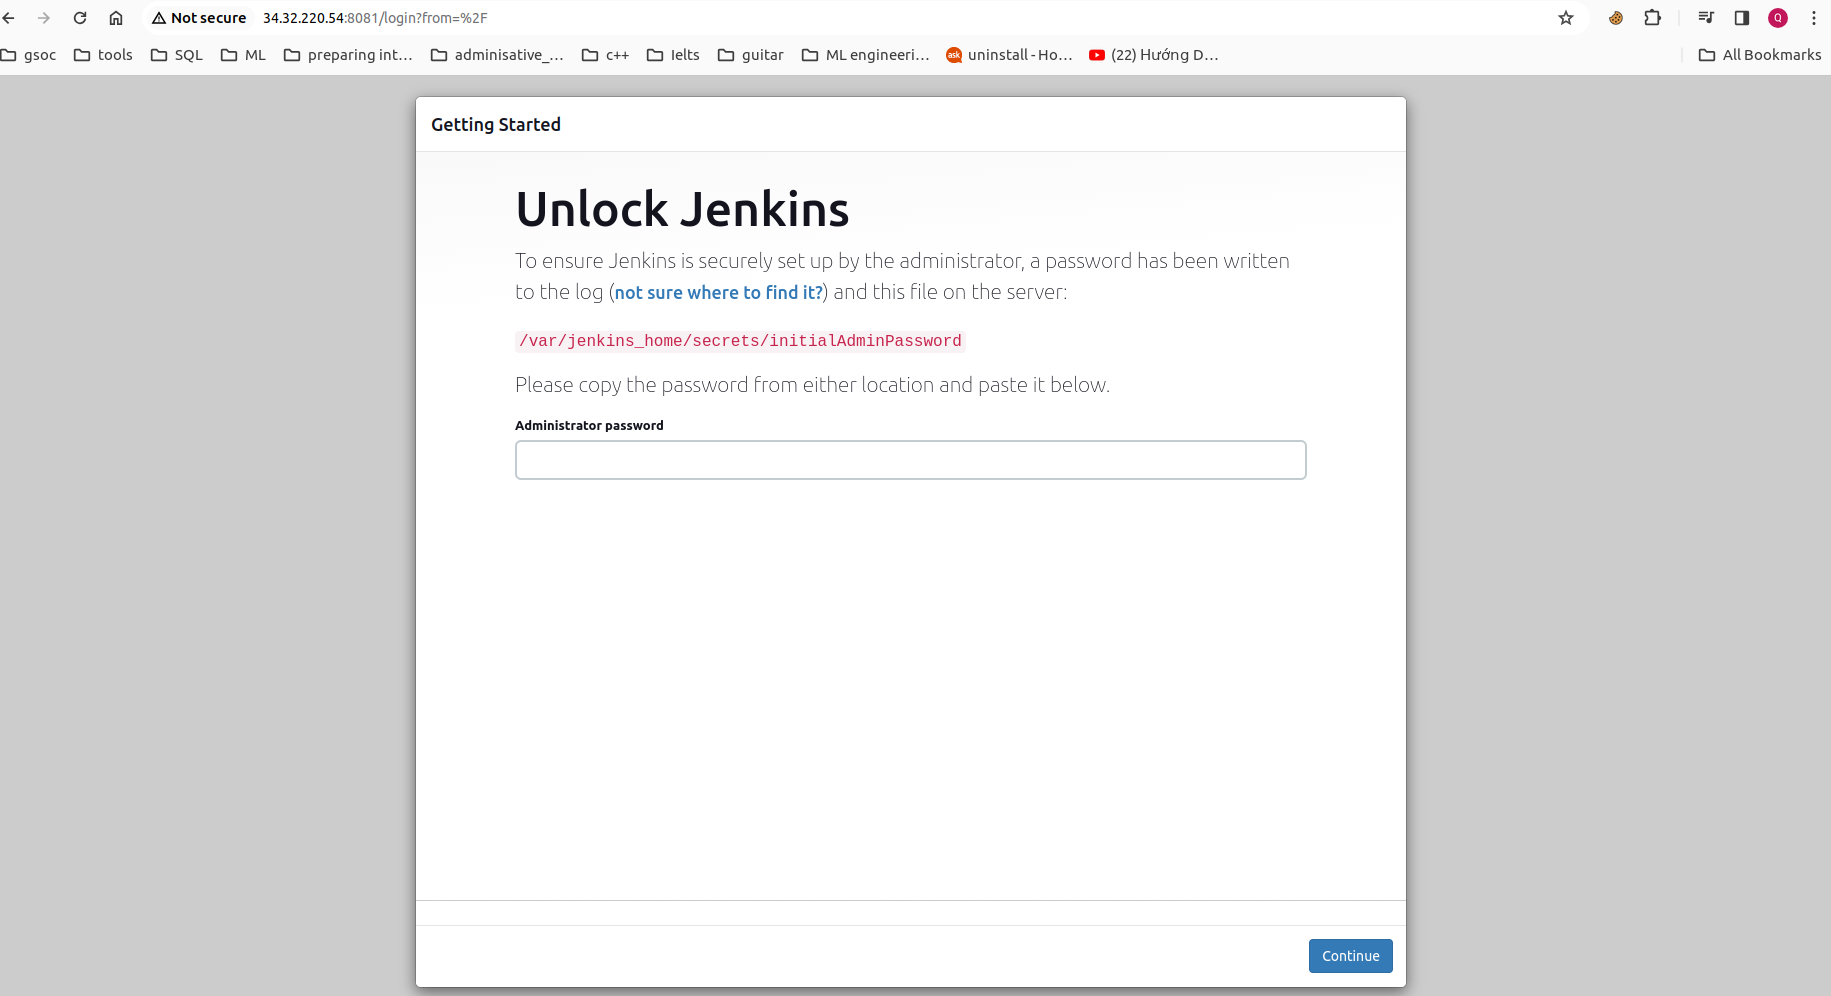 Not secure 34.32.220.54:8081/login?from=%2F Q
gsoc tools SQL ML preparing int... adminisative_... c++ Ielts guitar ML engineeri... ask uninstall - Ho... (22) Hướng D... All Bookmarks
Getting Started
Unlock Jenkins
To ensure Jenkins is securely set up by the administrator, a password has been written
to the log (not sure where to find it?) and this file on the server:
/var/jenkins_home/secrets/initialAdminPassword
Please copy the password from either location and paste it below.
Administrator password
Continue